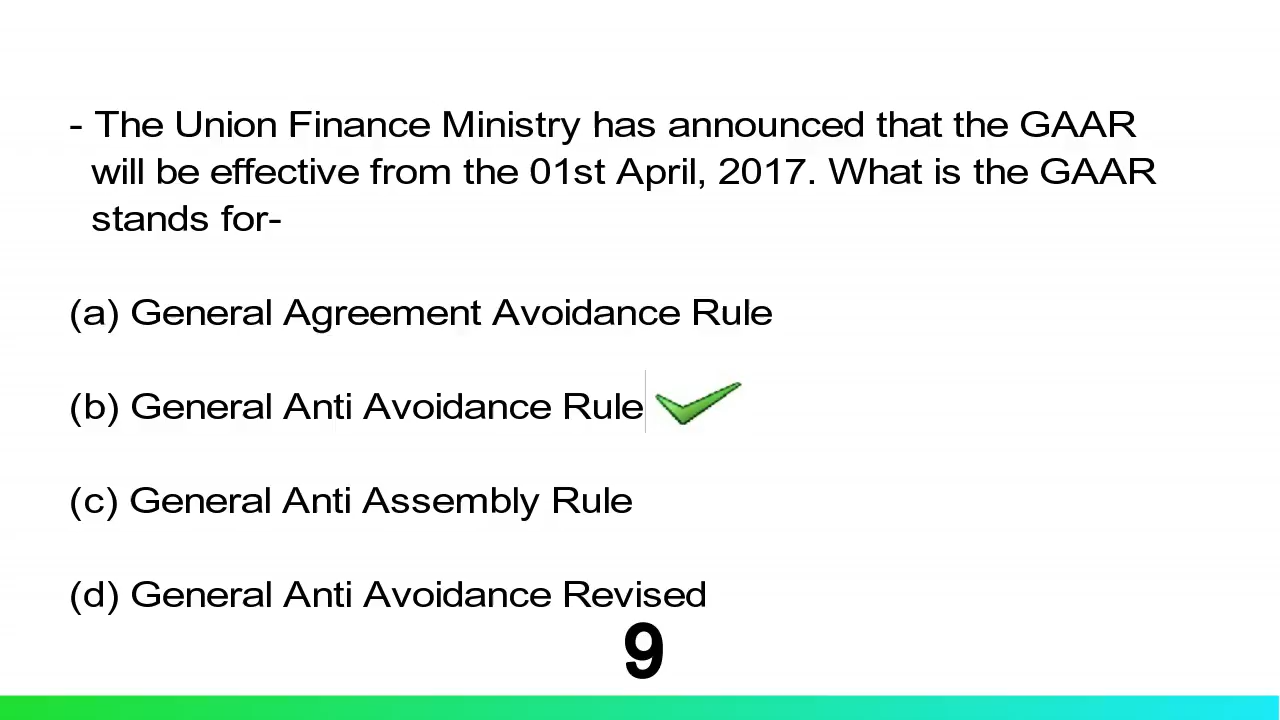 - The Union Finance Ministry has announced that the GAAR
will be effective from the 01st April, 2017. What is the GAAR
stands for-
(a) General Agreement Avoidance Rule
(b) General Anti Avoidance Rule
(c) General Anti Assembly Rule
(d) General Anti Avoidance Revised
9